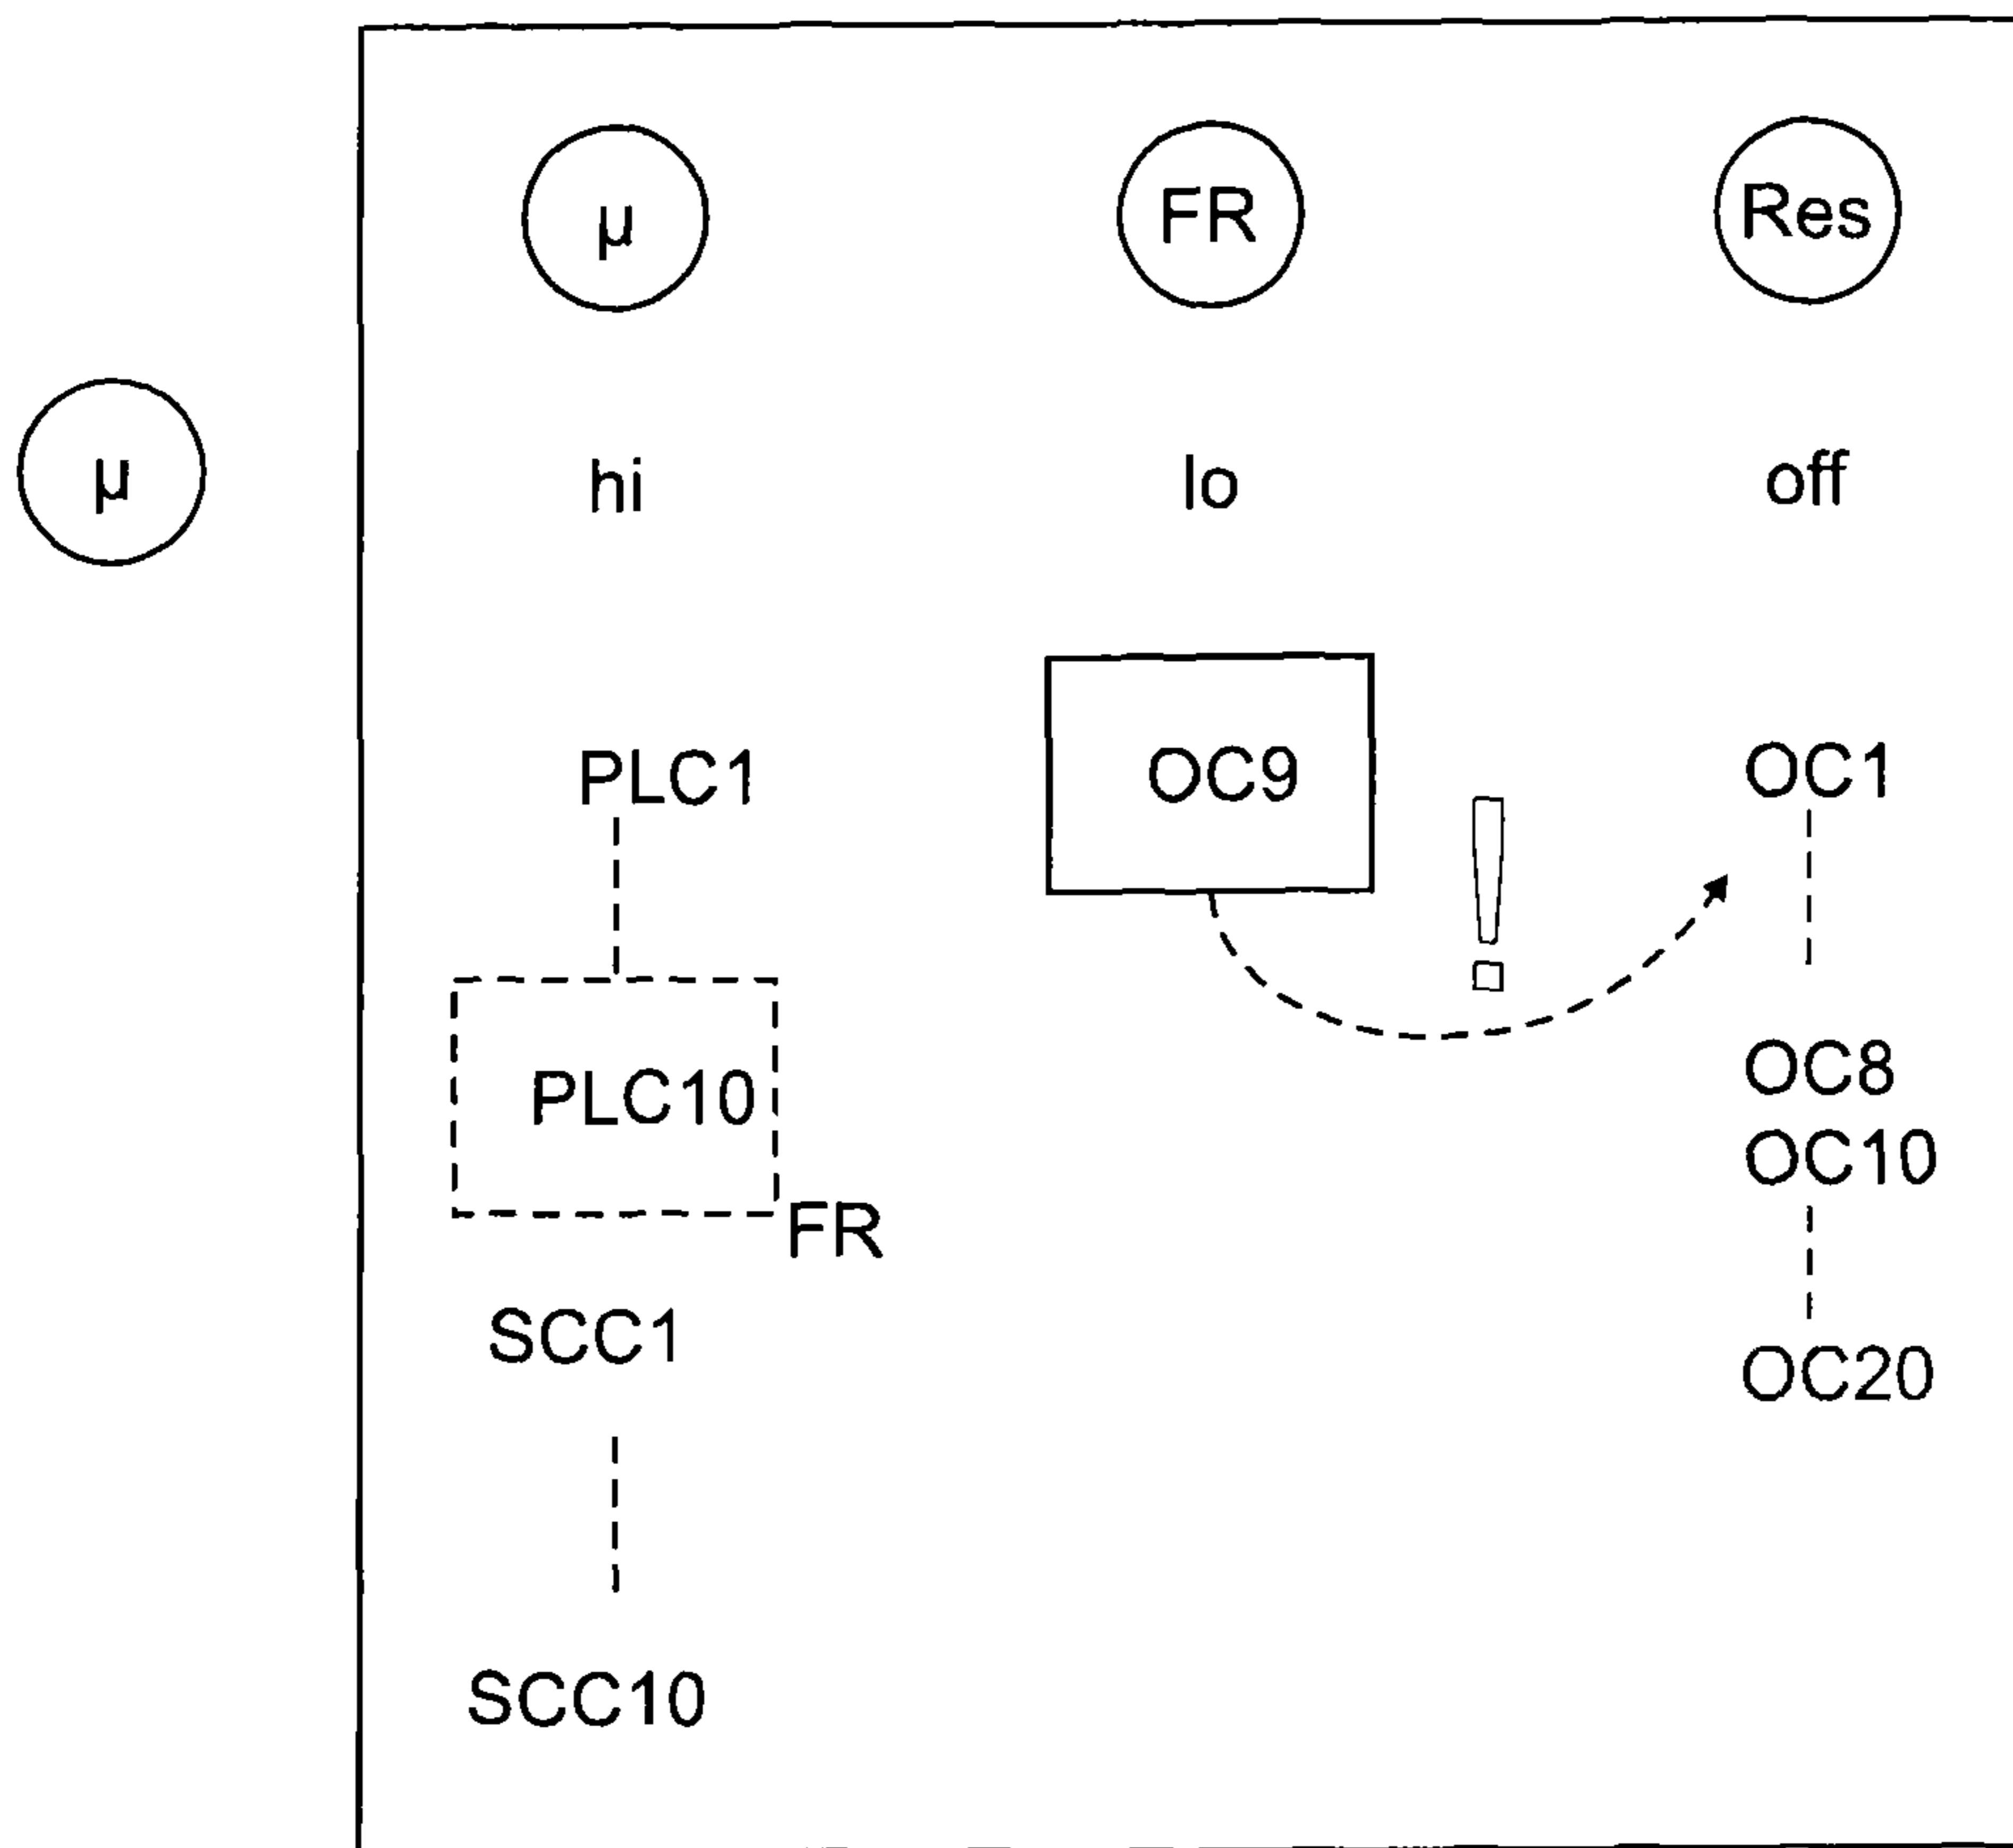 µ FR Res
µ
hi lo off
PLC1 OC9 OC1
!
PLC10 OC8
OC10
FR
SCC1
OC20
SCC10